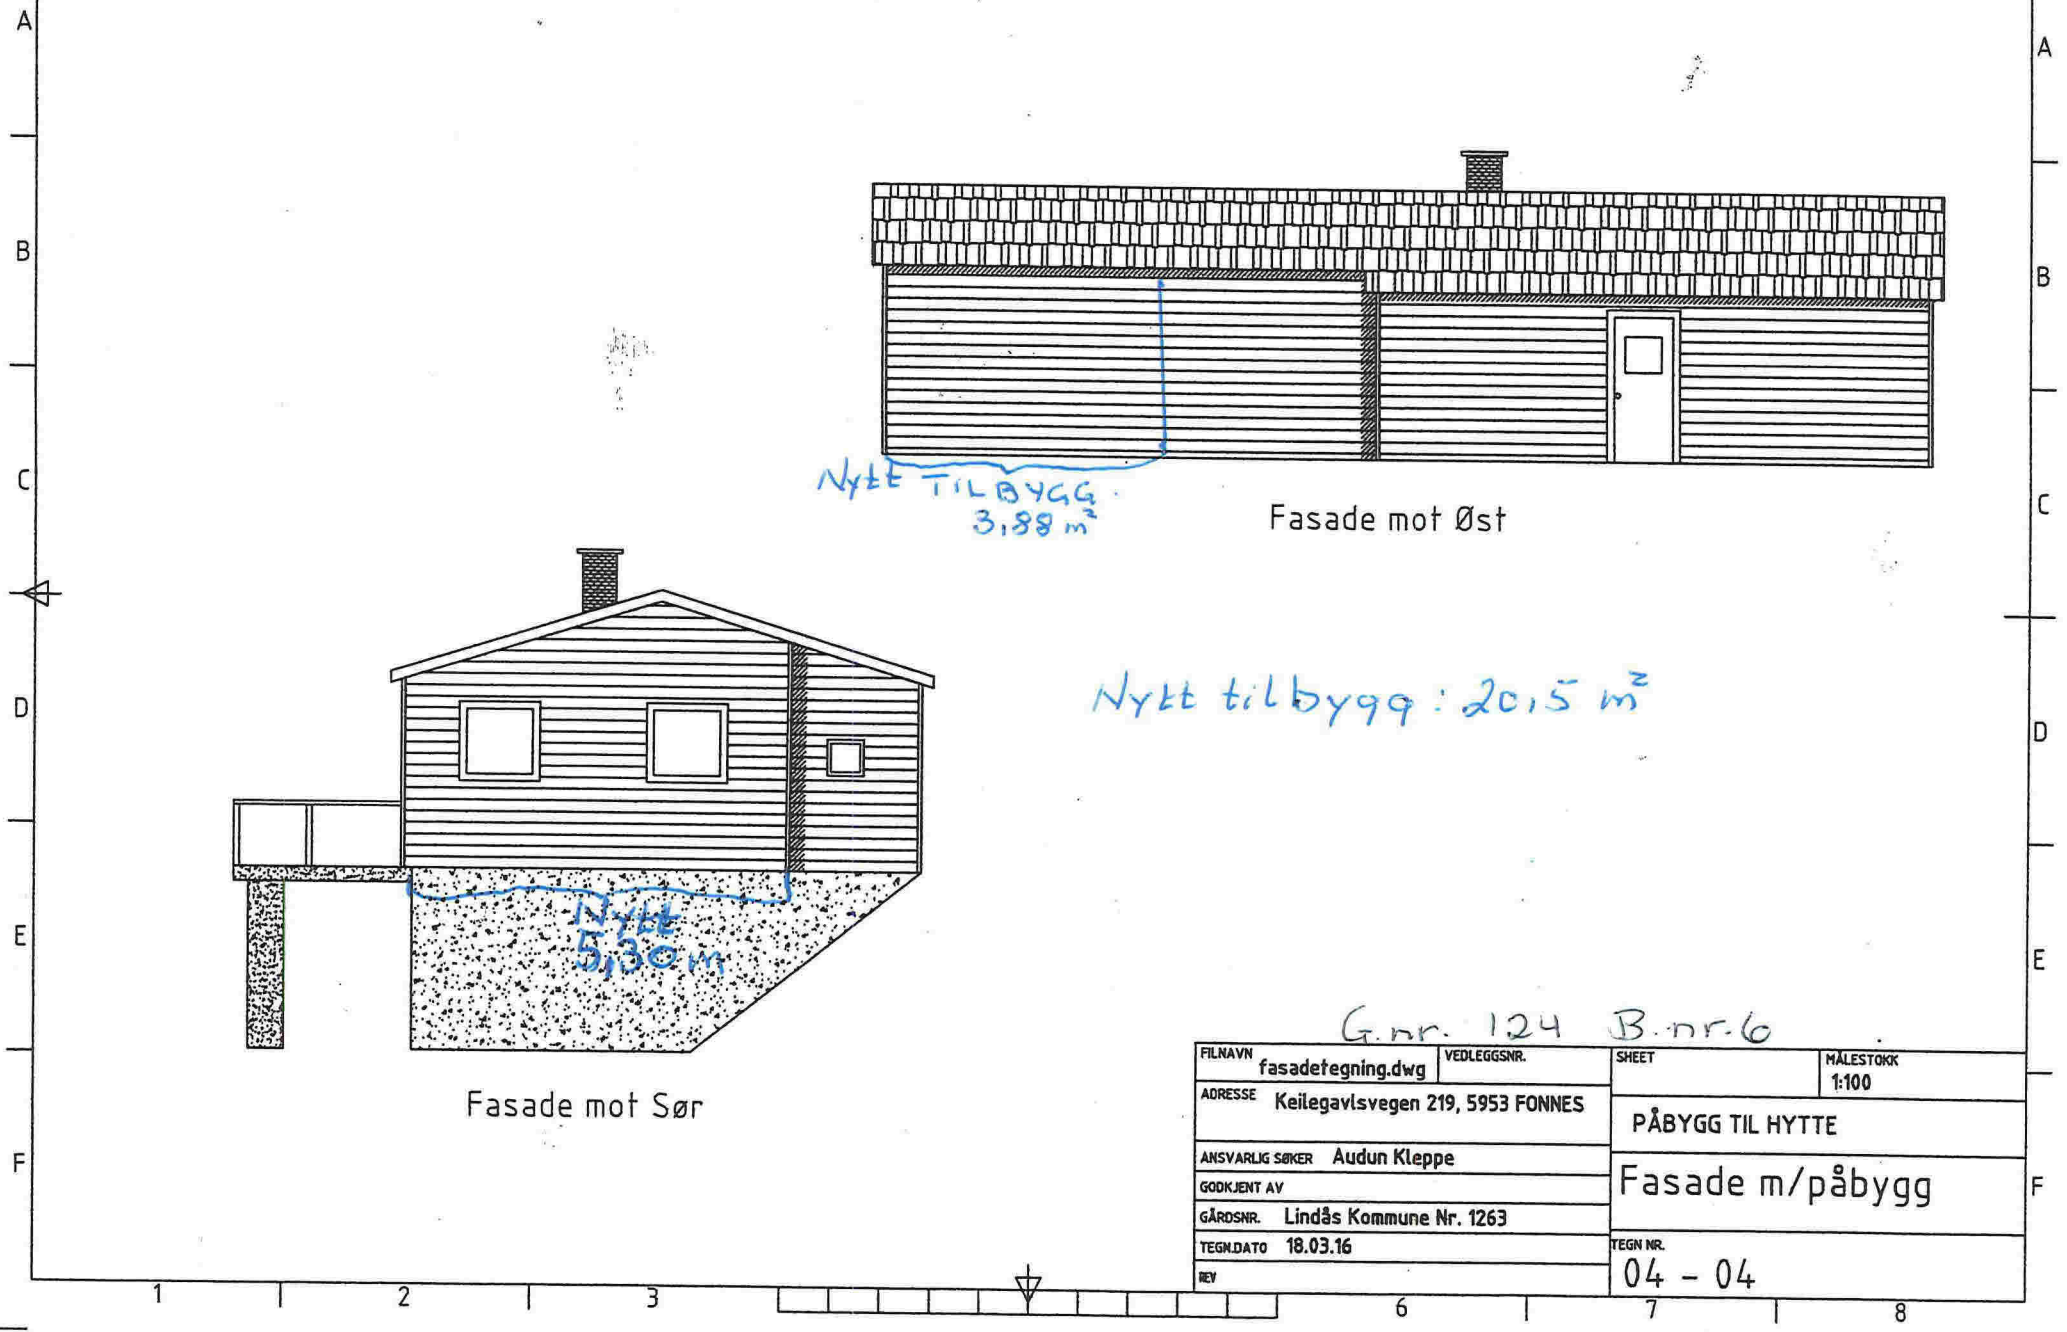 A
A
B
B
C
C
D
D
E
E
F
F
Nytt TILBYGG.
3,88 m²
Fasade mot Øst
Nytt tilbygg: 20,5 m²
Nytt
5,30 m
Fasade mot Sør
G.nr. 124 B.nr.6
FILNAVN fasadetegning.dwg
VEDLEGGSNR.
SHEET
MÅLESTOKK
1:100
ADRESSE Keilegavlsvegen 219, 5953 FONNES
PÅBYGG TIL HYTTE
ANSVARLIG SØKER Audun Kleppe
Fasade m/påbygg
GODKJENT AV
GÅRDSNR. Lindås Kommune Nr. 1263
TEGN.DATO 18.03.16
TEGN NR.
04 - 04
REV
1 2 3 6 7 8